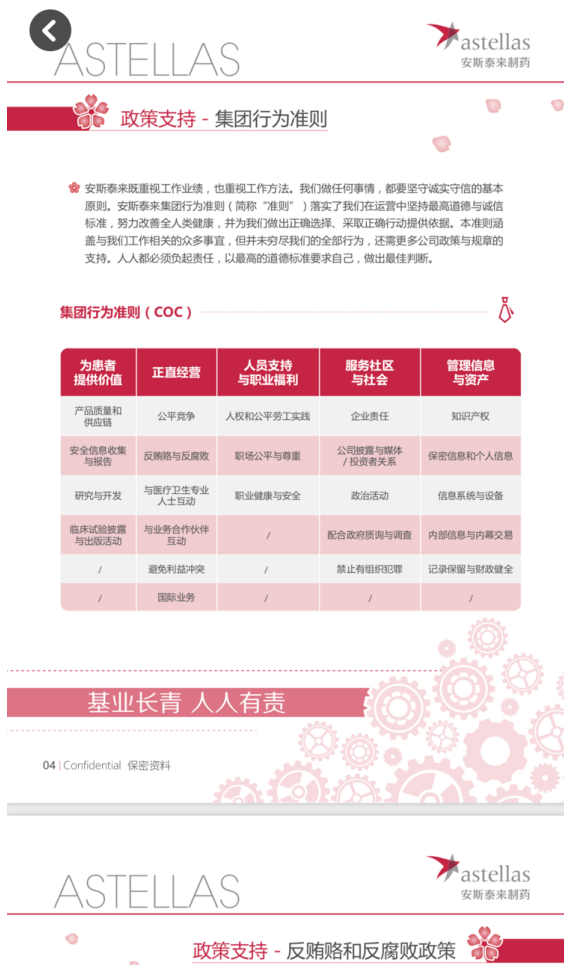 ASTELLAS
astellas
安斯泰来制药
政策支持 - 集团行为准则
安斯泰来既重视工作业绩，也重视工作方法。我们做任何事情，都要坚守诚实守信的基本
原则。安斯泰来集团行为准则（简称“准则”）落实了我们在运营中坚持最高道德与诚信
标准，努力改善全人类健康，并为我们做出正确选择、采取正确行动提供依据。本准则涵
盖与我们工作相关的众多事宜，但并未穷尽我们的全部行为，还需更多公司政策与规章的
支持。人人都必须负起责任，以最高的道德标准要求自己，做出最佳判断。
集团行为准则（COC）
为患者
提供价值
正直经营
人员支持
与职业福利
服务社区
与社会
管理信息
与资产
产品质量和
供应链
公平竞争
人权和公平劳工实践
企业责任
知识产权
安全信息收集
与报告
反贿赂与反腐败
职场公平与尊重
公司披露与媒体
/ 投资者关系
保密信息和个人信息
研究与开发
与医疗卫生专业
人士互动
职业健康与安全
政治活动
信息系统与设备
临床试验披露
与出版活动
与业务合作伙伴
互动
/
配合政府质询与调查
内部信息与内幕交易
/
避免利益冲突
/
禁止有组织犯罪
记录保留与财政健全
/
国际业务
/
/
/
基业长青 人人有责
04 | Confidential 保密资料
ASTELLAS
astellas
安斯泰来制药
政策支持 - 反贿赂和反腐败政策